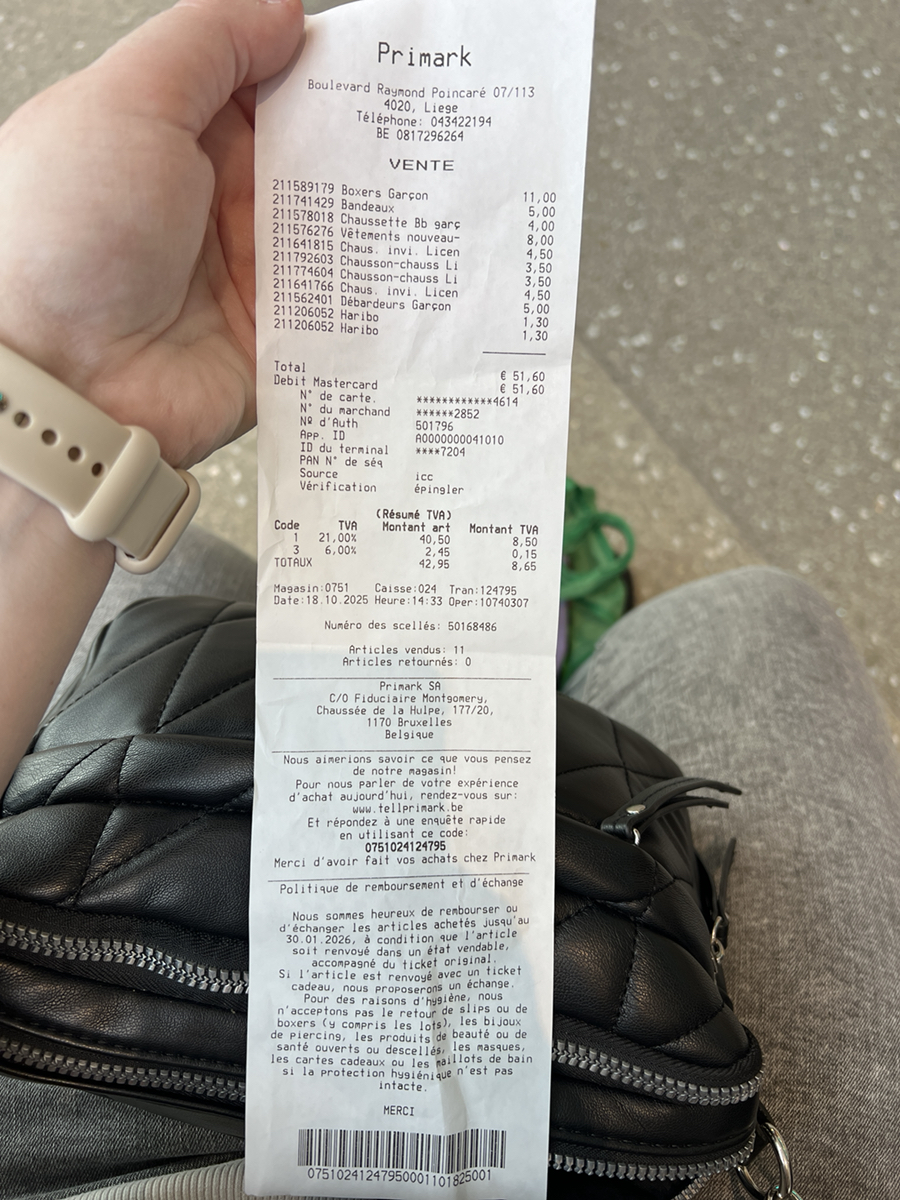 Primark
Boulevard Raymond Poincaré 07/113
4020, Liege
Téléphone: 043422194
BE 0817296264
VENTE
211589179 Boxers Garçon 11,00
211741429 Bandeaux 5,00
211578018 Chaussette Bb garç 4,00
211576276 Vêtements nouveau- 8,00
211641815 Chaus. invi. Licen 4,50
211792603 Chausson-chauss Li 3,50
211774604 Chausson-chauss Li 3,50
211641766 Chaus. invi. Licen 4,50
211562401 Débardeurs Garçon 5,00
211206052 Haribo 1,30
211206052 Haribo 1,30
Total € 51,60
Debit Mastercard € 51,60
N° de carte. ************4614
N° du marchand ******2852
Nº d'Auth 501796
App. ID A0000000041010
ID du terminal ****7204
PAN N° de séq
Source icc
Vérification épingler
(Résumé TVA)
Code TVA Montant art Montant TVA
1 21,00% 40,50 8,50
3 6,00% 2,45 0,15
TOTAUX 42,95 8,65
Magasin:0751 Caisse:024 Tran:124795
Date:18.10.2025 Heure:14:33 Oper:10740307
Numéro des scellés: 50168486
Articles vendus: 11
Articles retournés: 0
Primark SA
C/O Fiduciaire Montgomery,
Chaussée de la Hulpe, 177/20,
1170 Bruxelles
Belgique
Nous aimerions savoir ce que vous pensez
de notre magasin!
Pour nous parler de votre expérience
d'achat aujourd'hui, rendez-vous sur:
www.tellprimark.be
Et répondez à une enquête rapide
en utilisant ce code:
0751024124795
Merci d'avoir fait vos achats chez Primark
Politique de remboursement et d'échange
Nous sommes heureux de rembourser ou
d'échanger les articles achetés jusqu'au
30.01.2026, à condition que l'article
soit renvoyé dans un état vendable,
accompagné du ticket original.
Si l'article est renvoyé avec un ticket
cadeau, nous proposerons un échange.
Pour des raisons d'hygiène, nous
n'acceptons pas le retour de slips ou de
boxers (y compris les lots), les bijoux
de piercing, les produits de beauté ou de
santé ouverts ou descellés, les masques,
les cartes cadeaux ou les maillots de bain
si la protection hygiénique n'est pas
intacte.
MERCI
07510241247950001101825001